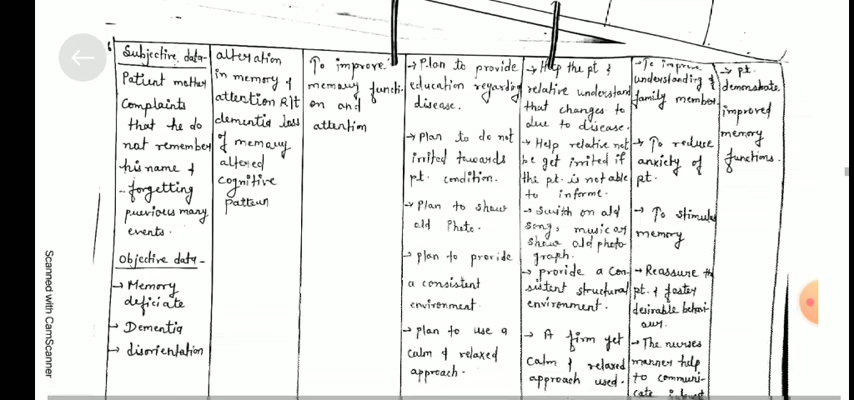 Subjective data-
Patient mother
Complaints
that he do
not remember
his name &
forgetting
previous many
events.
Objective data-
→ Memory
deficiate
→ Dementia
→ disorientation
alteration
in memory &
attention R/t
dementia loss
of memory
altered
cognitive
pattern
To improve
memory functi-
on and
attention
→ Plan to provide
education regarding
disease.
→ Plan to do not
irrited towards
pt. condition.
→ Plan to show
old Photo.
→ plan to provide
a consistent
environment.
→ plan to use a
calm & relaxed
approach.
→ Help the pt &
relative understand
that changes to
due to disease.
→ Help relative not
be get irrited if
the pt. is not able
to informe.
→ Swith on old
song, music or
show old photo
graph.
→ provide a con-
sistent structural
environment.
→ A firm yet
calm & relaxed
approach used.
→ To improve
understanding of
family member.
→ To reduce
anxiety of
pt.
→ To stimulate
memory
→ Reassure the
pt. & foster
desirable behavi-
our.
→ The nurses
manner help
to communi-
cate
→ pt.
demonstrate
improved
memory
functions.
Scanned with CamScanner